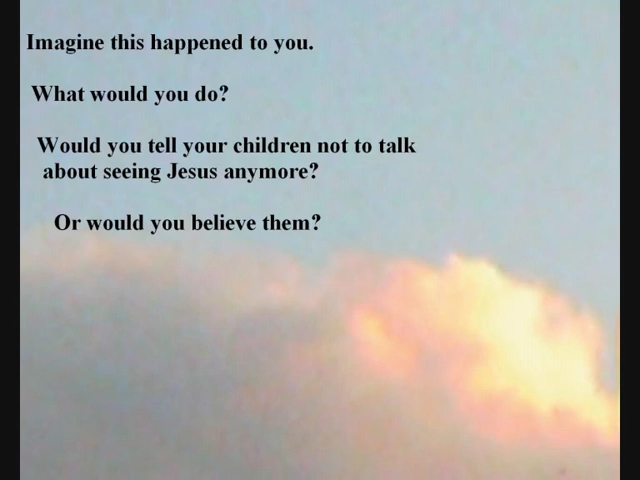 Imagine this happened to you.
What would you do?
Would you tell your children not to talk
about seeing Jesus anymore?
Or would you believe them?